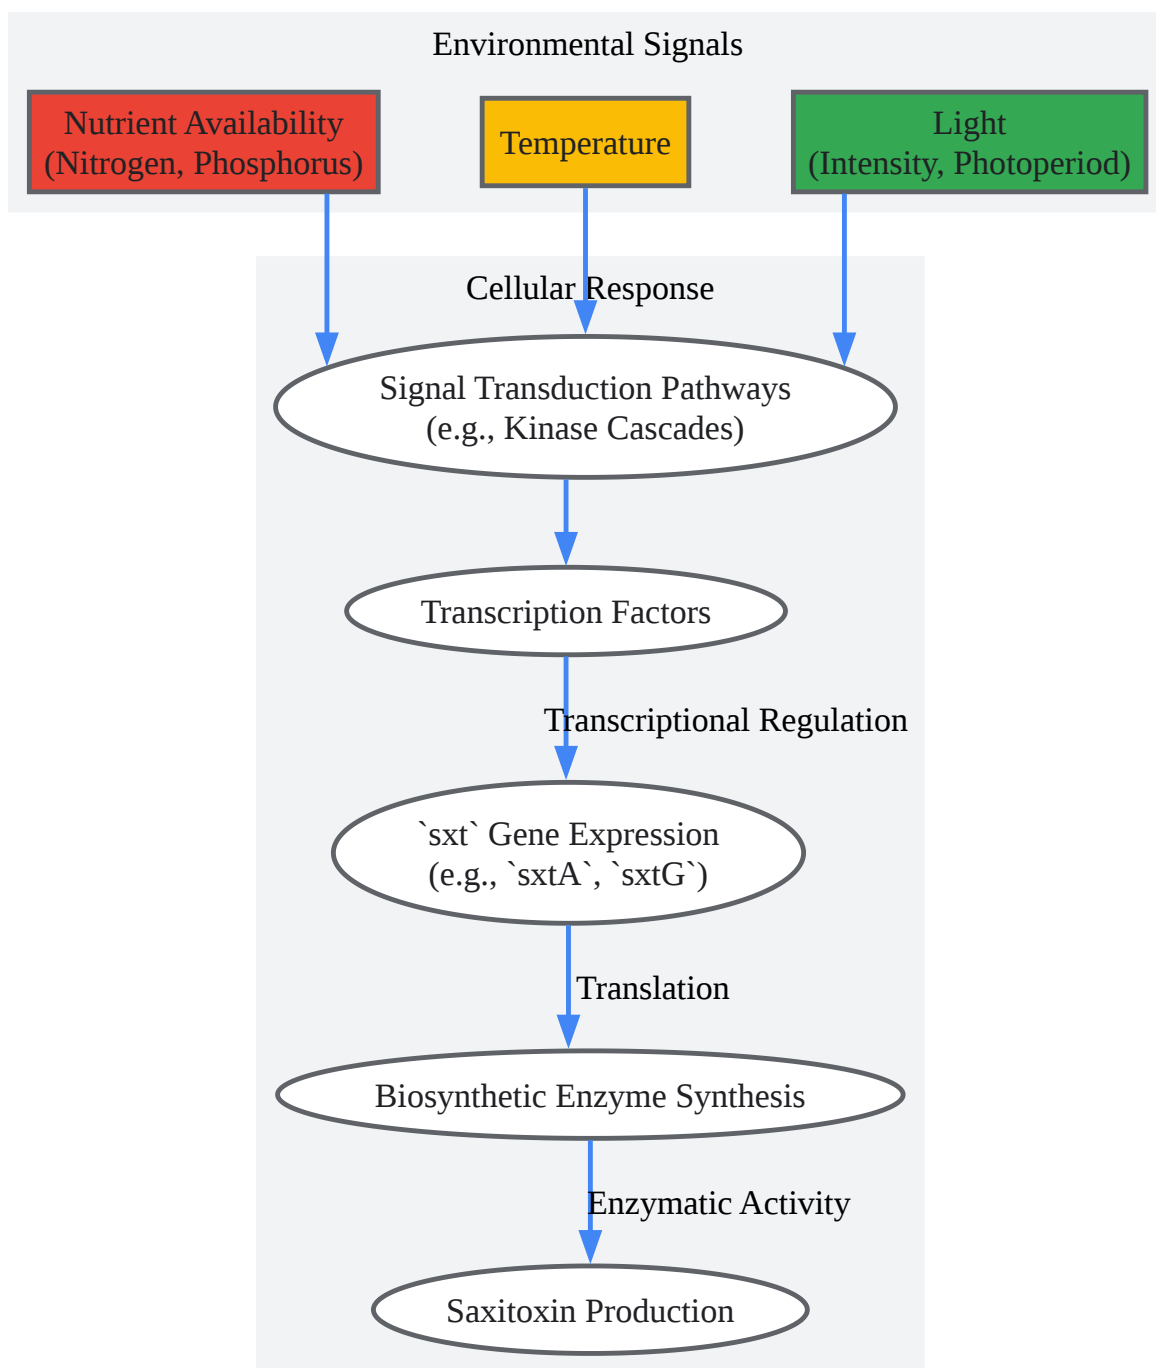 Environmental Signals
Nutrient Availability
(Nitrogen, Phosphorus)
Temperature
Light
(Intensity, Photoperiod)
Cellular Response
Signal Transduction Pathways
(e.g., Kinase Cascades)
Transcription Factors
Transcriptional Regulation
`sxt` Gene Expression
(e.g., `sxtA`, `sxtG`)
Translation
Biosynthetic Enzyme Synthesis
Enzymatic Activity
Saxitoxin Production